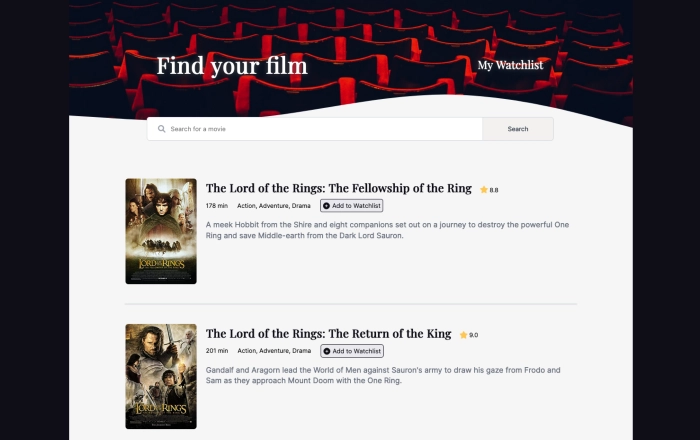 Find your film
My Watchlist
Search for a movie
Search
The Lord of the Rings: The Fellowship of the Ring
8.8
178 min
Action, Adventure, Drama
Add to Watchlist
A meek Hobbit from the Shire and eight companions set out on a journey to destroy the powerful One
Ring and save Middle-earth from the Dark Lord Sauron.
LORD OF THE RINGS
The Lord of the Rings: The Return of the King
9.0
201 min
Action, Adventure, Drama
Add to Watchlist
Gandalf and Aragorn lead the World of Men against Sauron's army to draw his gaze from Frodo and
Sam as they approach Mount Doom with the One Ring.
LORD OF THE RINGS